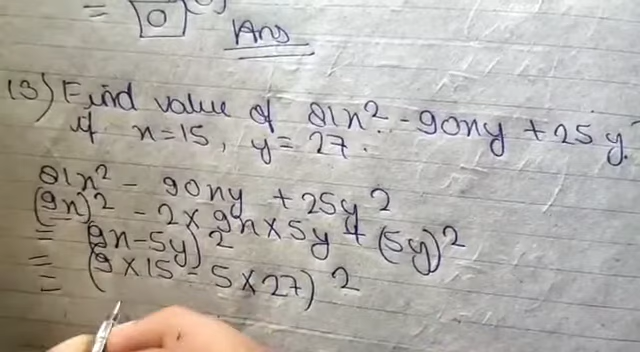 = 0
Ans
(3) Find value of 81x² - 90xy + 25y²
if x = 15, y = 27.
81x² - 90xy + 25y²
(9x)² - 2×9x×5y + (5y)²
= (9x-5y)²
= (9×15 - 5×27)²
=